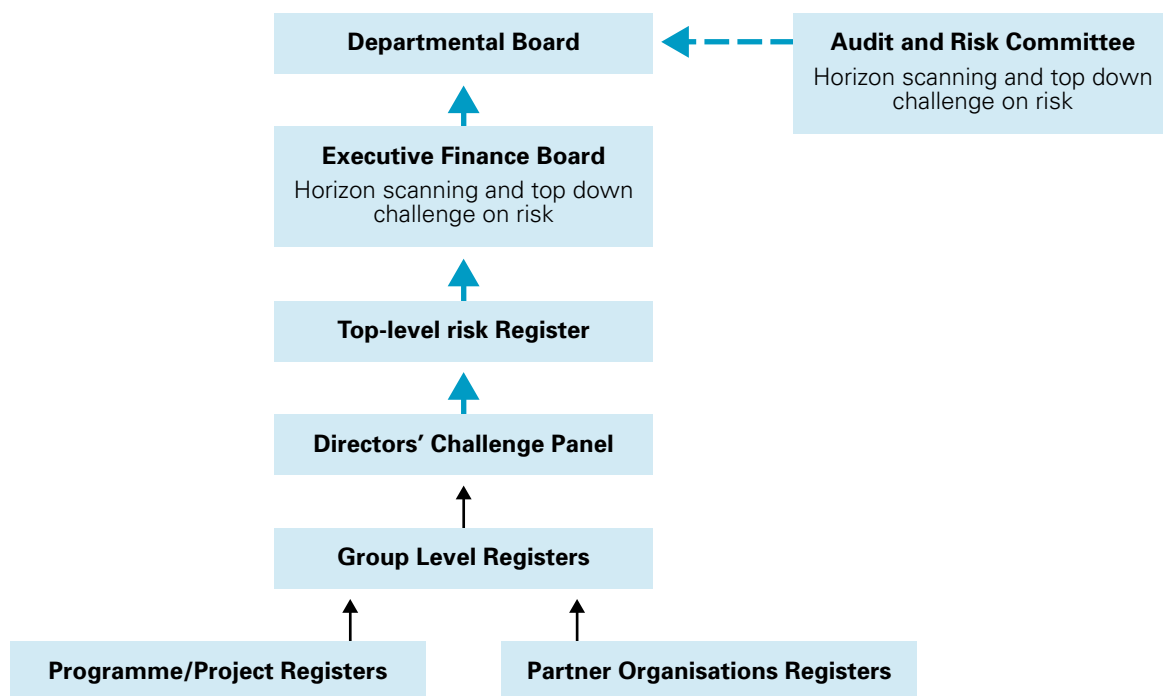 Departmental Board
Audit and Risk Committee
Horizon scanning and top down
challenge on risk
Executive Finance Board
Horizon scanning and top down
challenge on risk
Top-level risk Register
Directors’ Challenge Panel
Group Level Registers
Programme/Project Registers
Partner Organisations Registers